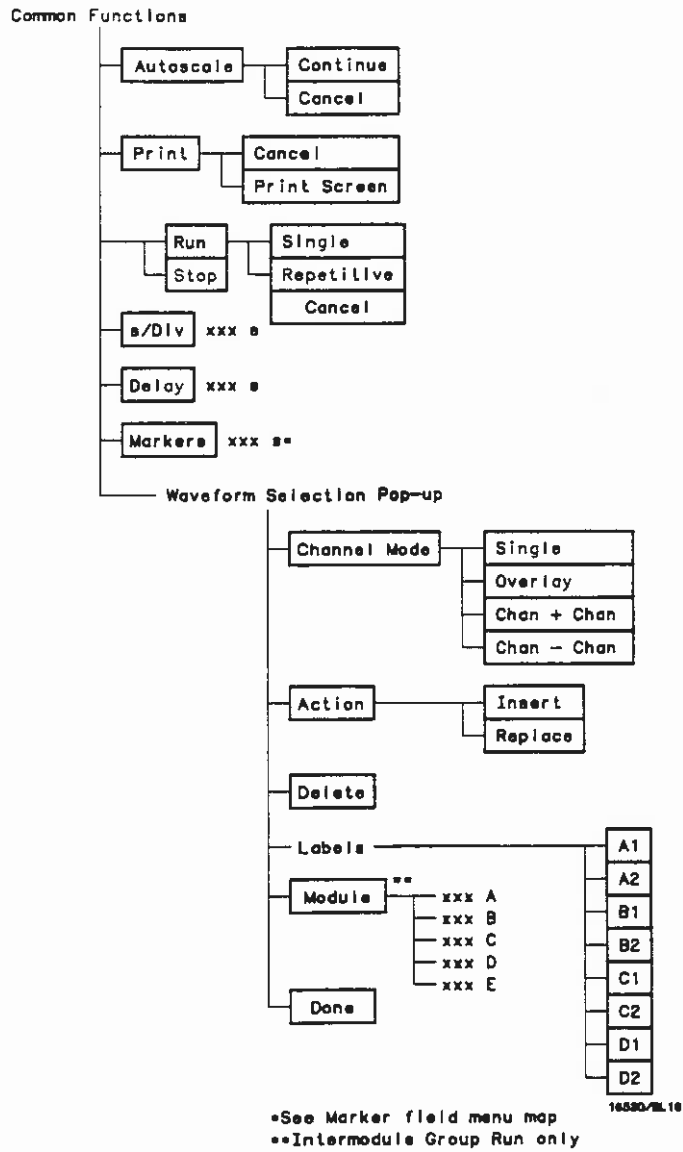 Common Functions
Autoscale
Continue
Cancel
Print
Cancel
Print Screen
Run
Single
Stop
Repetitive
Cancel
s/Div xxx s
Delay xxx s
Markers xxx s*
Waveform Selection Pop-up
Channel Mode
Single
Overlay
Chan + Chan
Chan - Chan
Action
Insert
Replace
Delete
Labels
A1
A2
B1
B2
C1
C2
D1
D2
Module **
xxx A
xxx B
xxx C
xxx D
xxx E
Done
*See Marker field menu map
**Intermodule Group Run only